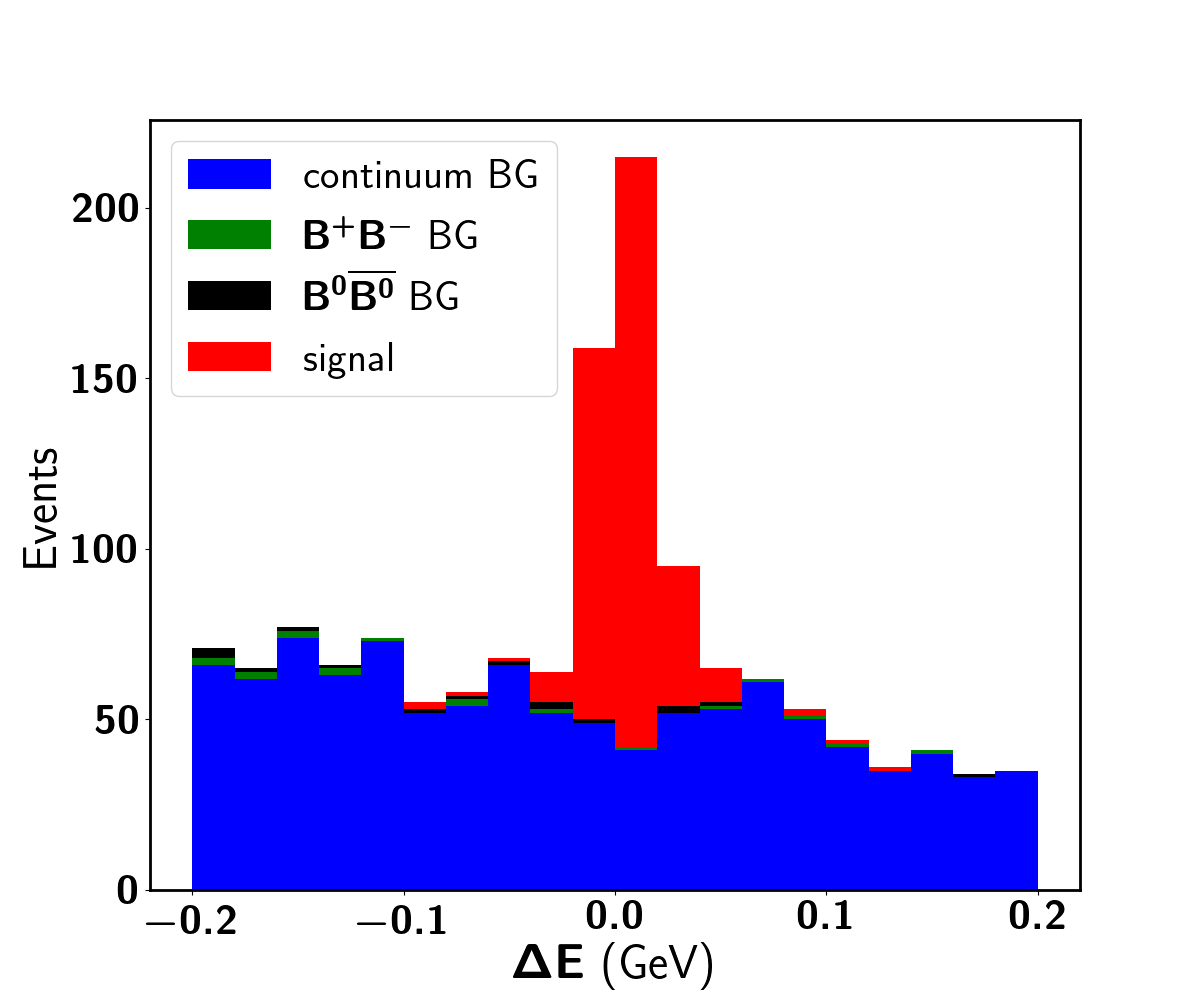 continuum BG
B⁺B⁻ BG
B⁰B̅⁰̅ BG
signal
Events
200
150
100
50
0
−0.2
−0.1
0.0
0.1
0.2
ΔE (GeV)